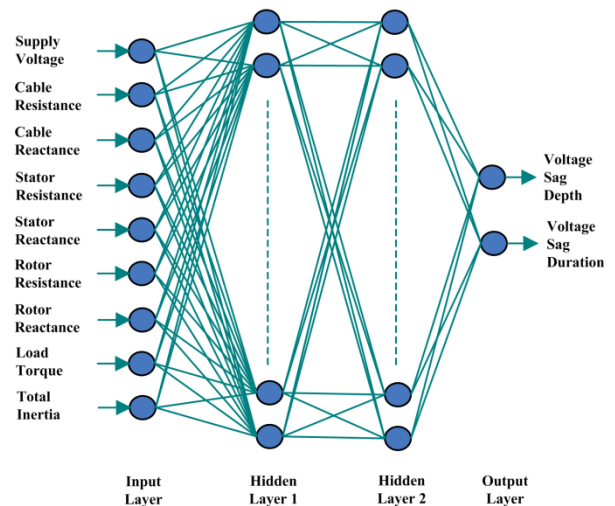 Supply
Voltage
Cable
Resistance
Cable
Reactance
Stator
Resistance
Stator
Reactance
Rotor
Resistance
Rotor
Reactance
Load
Torque
Total
Inertia
Voltage
Sag
Depth
Voltage
Sag
Duration
Input
Layer
Hidden
Layer 1
Hidden
Layer 2
Output
Layer